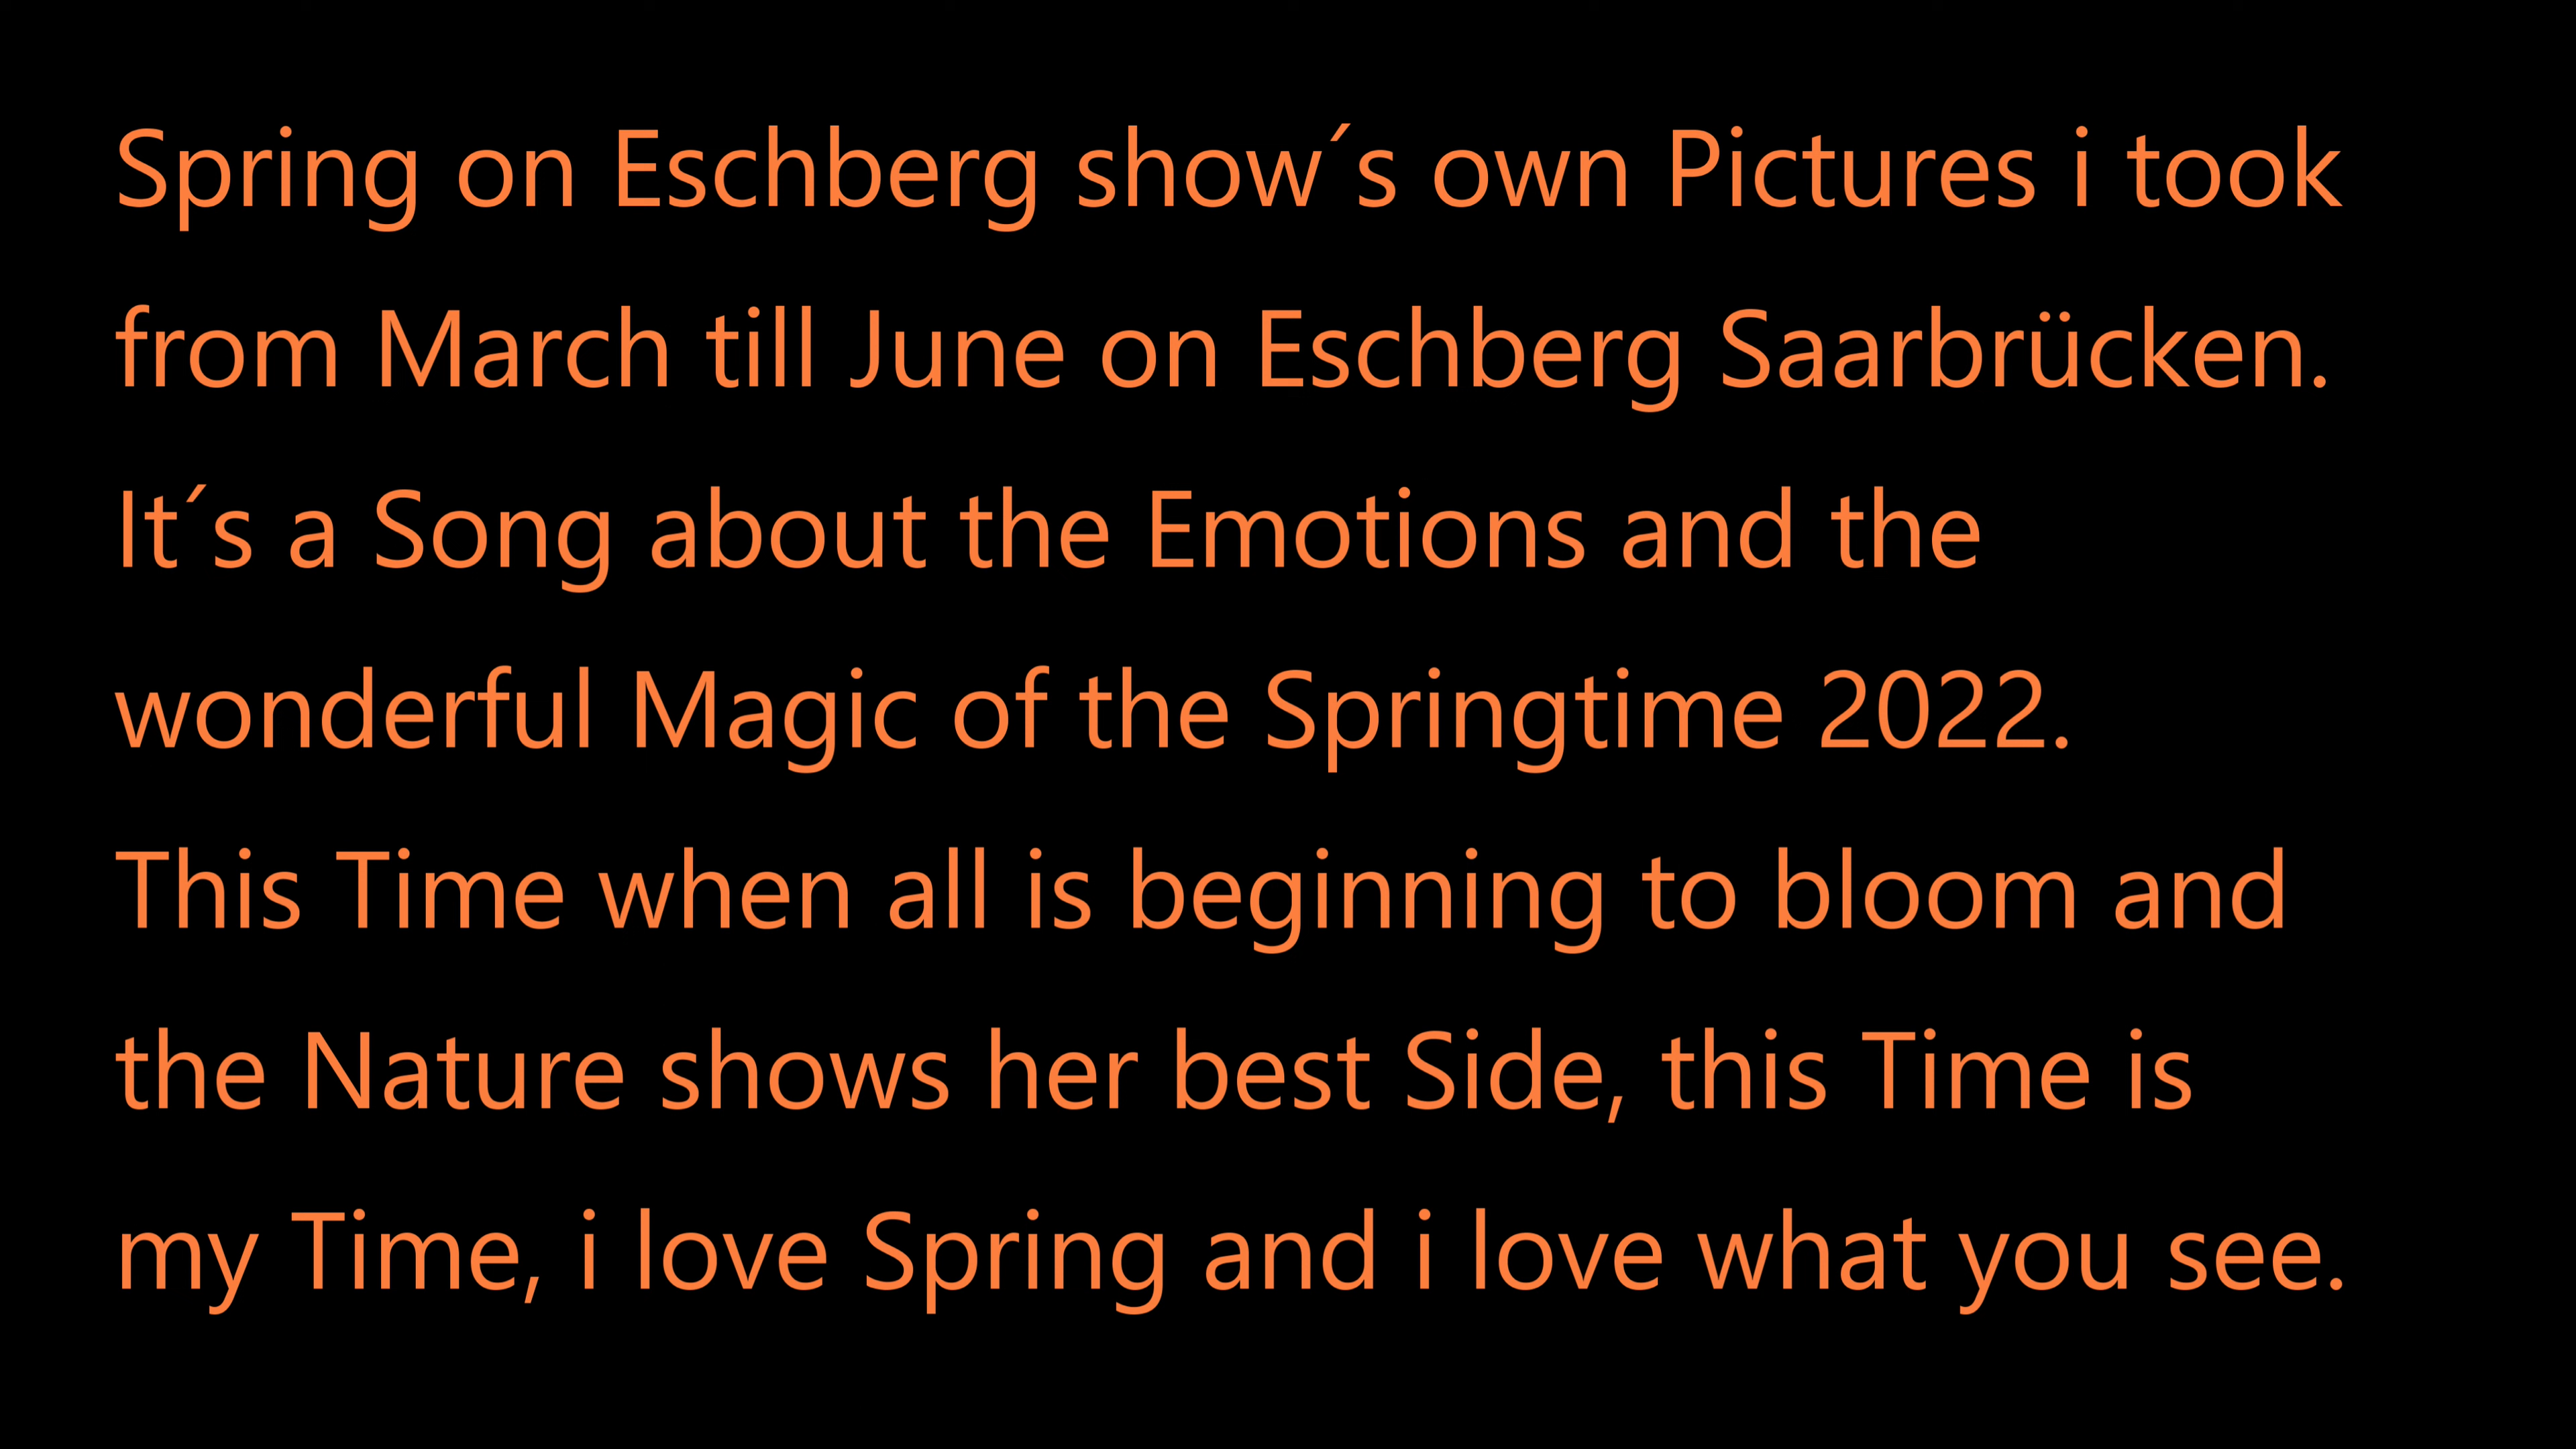 Spring on Eschberg show´s own Pictures i took
from March till June on Eschberg Saarbrücken.
It´s a Song about the Emotions and the
wonderful Magic of the Springtime 2022.
This Time when all is beginning to bloom and
the Nature shows her best Side, this Time is
my Time, i love Spring and i love what you see.